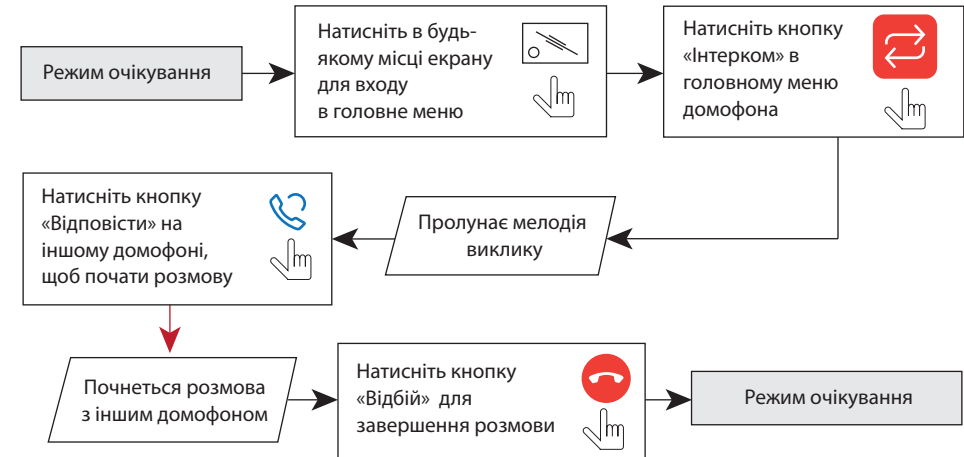 Режим очікування
Натисніть в будь-
якому місці екрану
для входу
в головне меню
Натисніть кнопку
«Інтерком» в
головному меню
домофона
Пролунає мелодія
виклику
Натисніть кнопку
«Відповісти» на
іншому домофоні,
щоб почати розмову
Почнеться розмова
з іншим домофоном
Натисніть кнопку
«Відбій» для
завершення розмови
Режим очікування